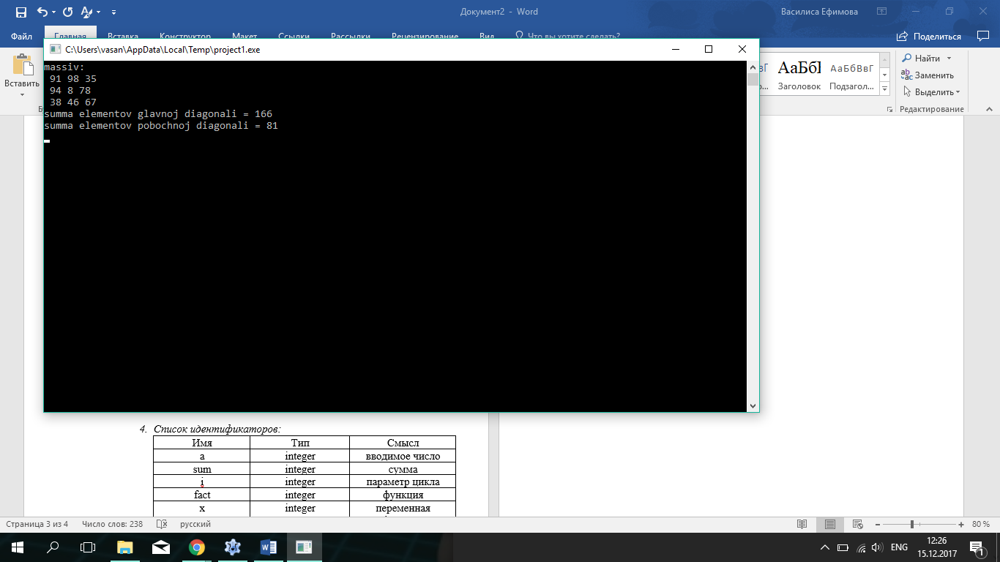 Документ2 - Word
Василиса Ефимова
Файл
Главная
Вставка
Конструктор
Макет
Ссылки
Рассылки
Рецензирование
Вид
Что вы хотите сделать?
Поделиться
C:\Users\vasan\AppData\Local\Temp\project1.exe
Вставить
АаБбВвГ
Заголовок
Подзагол...
Найти
Заменить
Выделить
Редактирование
massiv:
91 98 35
94 8 78
38 46 67
summa elementov glavnoj diagonali = 166
summa elementov pobochnoj diagonali = 81
4. Список идентификаторов:
Имя Тип Смысл
a integer вводимое число
sum integer сумма
i integer параметр цикла
fact integer функция
x integer переменная
Страница 3 из 4
Число слов: 238
русский
80 %
ENG
12:26
15.12.2017
1